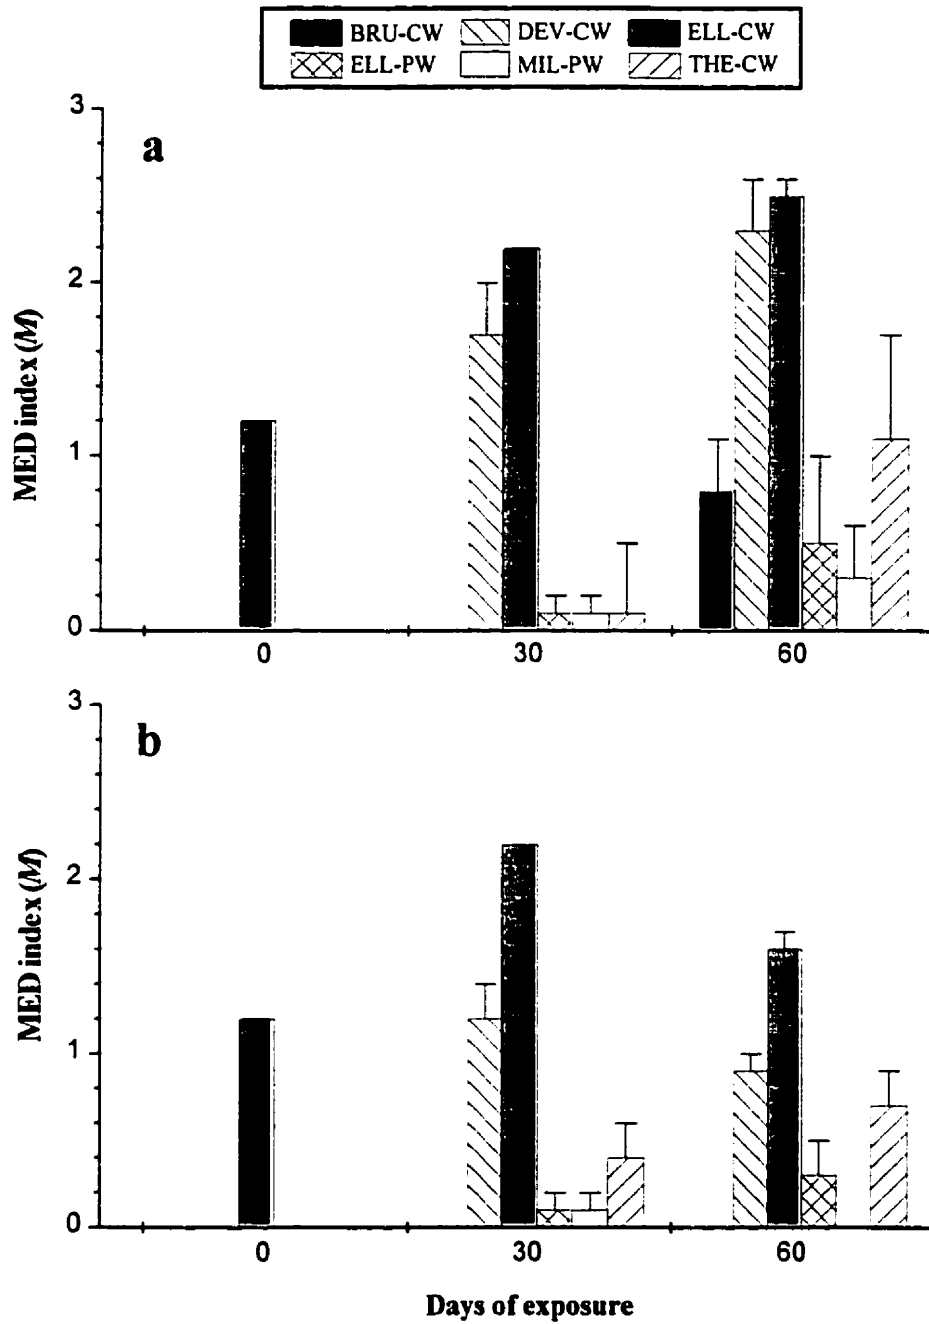 BRU-CW DEV-CW ELL-CW
ELL-PW MIL-PW THE-CW
3
a
2
MED index (M)
1
0
0 30 60
3
b
2
MED index (M)
1
0
0 30 60
Days of exposure